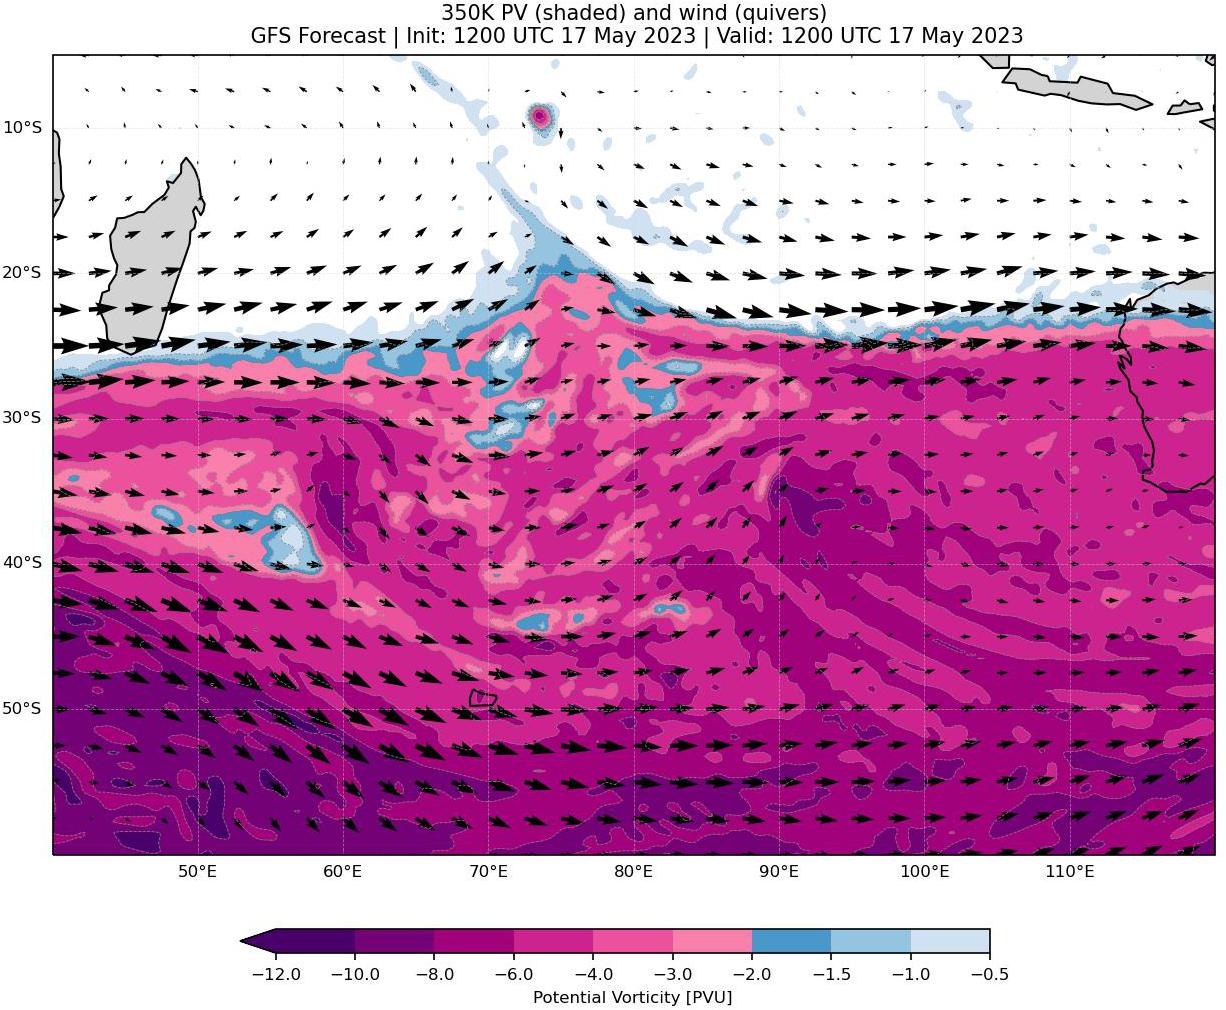 350K PV (shaded) and wind (quivers)
GFS Forecast | Init: 1200 UTC 17 May 2023 | Valid: 1200 UTC 17 May 2023
10°S
20°S
30°S
40°S
50°S
50°E 60°E 70°E 80°E 90°E 100°E 110°E
−12.0 −10.0 −8.0 −6.0 −4.0 −3.0 −2.0 −1.5 −1.0 −0.5
Potential Vorticity [PVU]